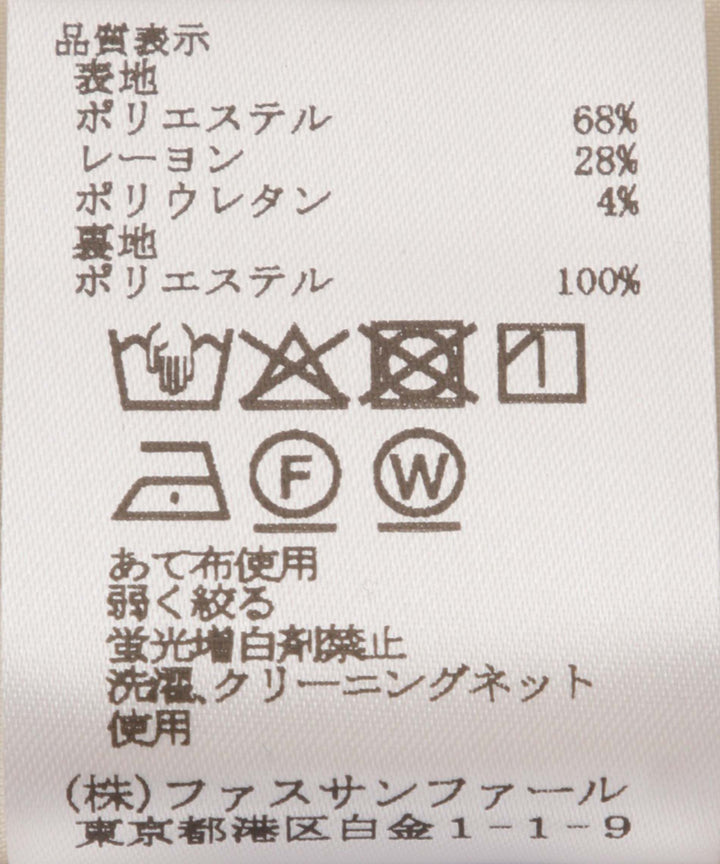 品質表示
表地
ポリエステル 68%
レーヨン 28%
ポリウレタン 4%
裏地
ポリエステル 100%
F W
あて布使用
弱く絞る
蛍光増白剤禁止
洗濯、クリーニングネット
使用
(株)ファスサンファール
東京都港区白金1-1-9